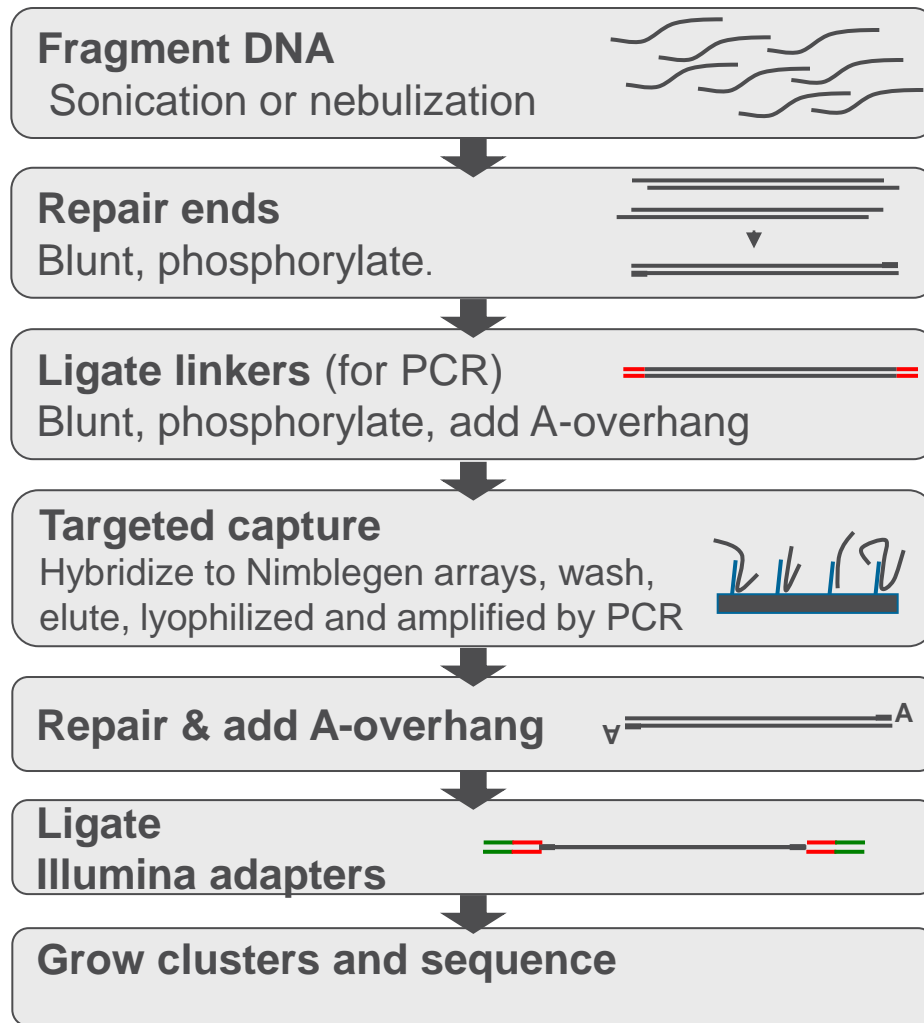 Fragment DNA
Sonication or nebulization
Repair ends
Blunt, phosphorylate.
Ligate linkers (for PCR)
Blunt, phosphorylate, add A-overhang
Targeted capture
Hybridize to Nimblegen arrays, wash,
elute, lyophilized and amplified by PCR
Repair & add A-overhang
A
A
Ligate
Illumina adapters
Grow clusters and sequence